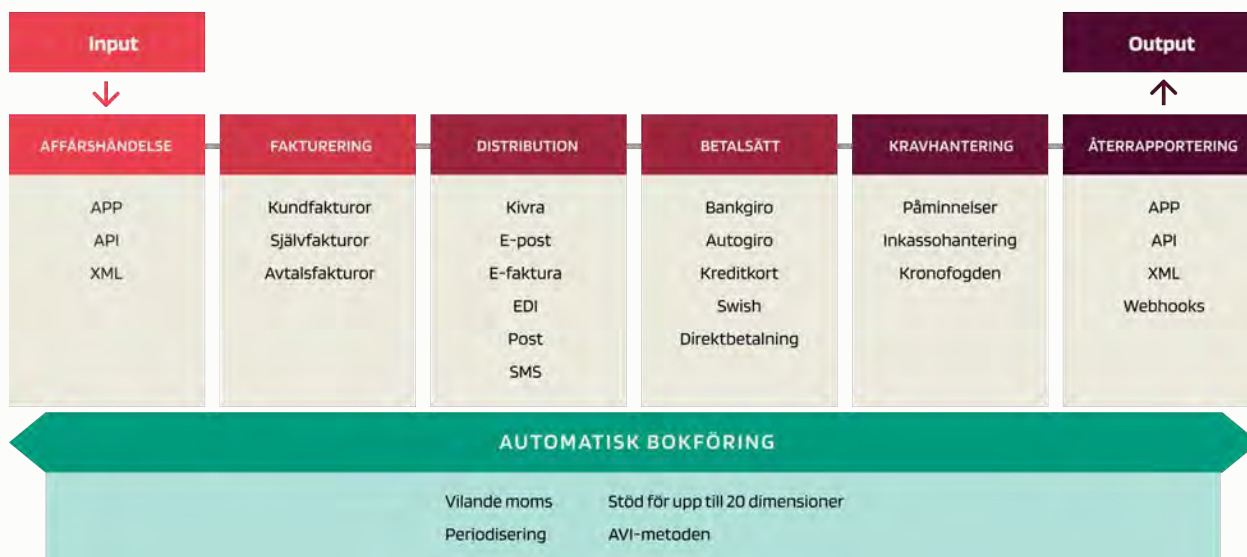 Input
Output
AFFÄRSHÄNDELSE
APP
API
XML
FAKTURERING
Kundfakturor
Självfakturor
Avtalsfakturor
DISTRIBUTION
Kivra
E-post
E-faktura
EDI
Post
SMS
BETALSÄTT
Bankgiro
Autogiro
Kreditkort
Swish
Direktbetalning
KRAVHANTERING
Påminnelser
Inkassohantering
Kronofogden
ÅTERRAPPORTERING
APP
API
XML
Webhooks
AUTOMATISK BOKFÖRING
Vilande moms
Periodisering
Stöd för upp till 20 dimensioner
AVI-metoden